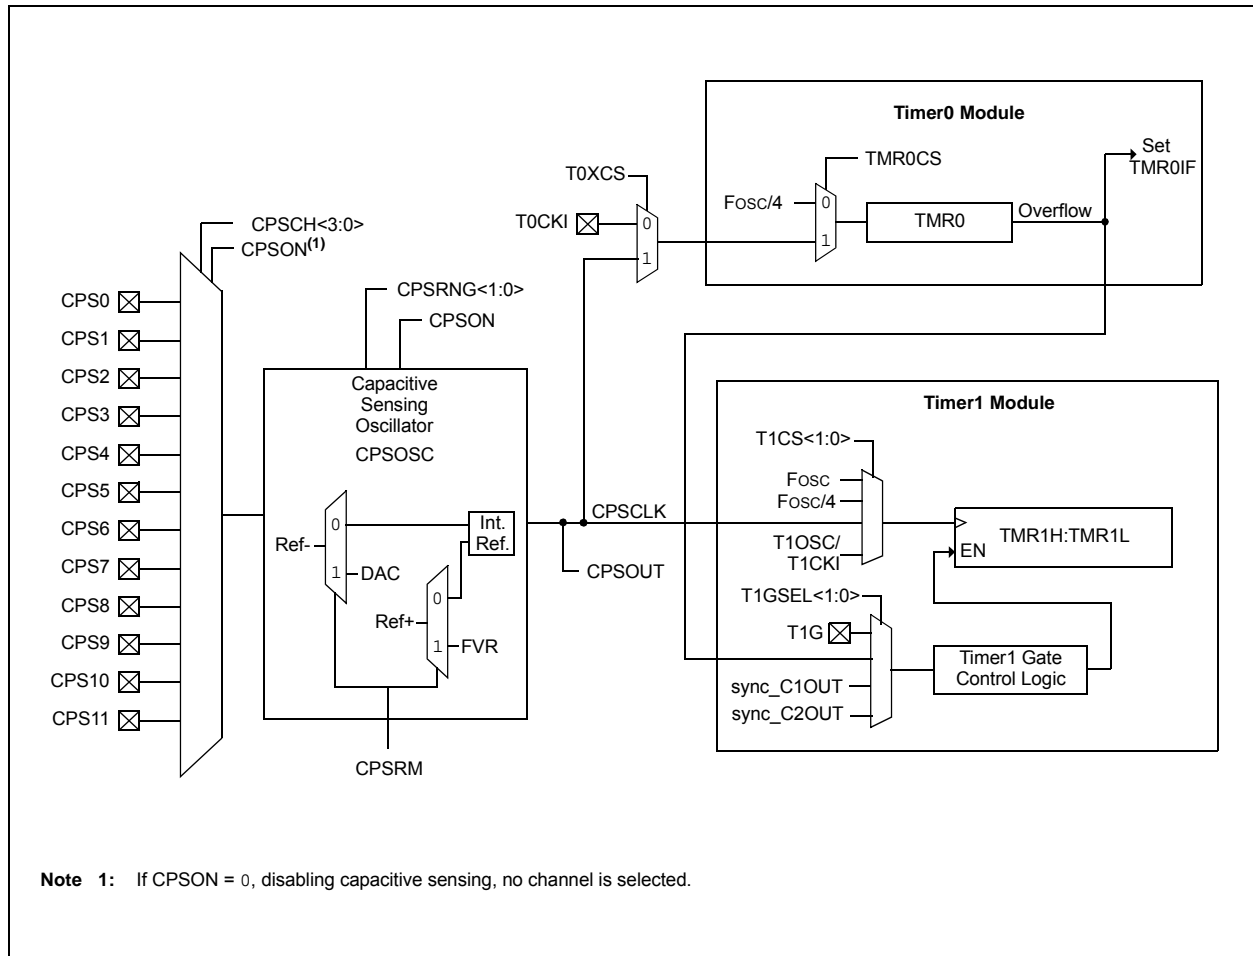 Timer0 Module
TMR0CS
Set
TMR0IF
T0XCS
FOSC/4
0
1
TMR0
Overflow
T0CKI
0
1
CPSCH<3:0>
CPSON(1)
CPS0
CPS1
CPS2
CPS3
CPS4
CPS5
CPS6
CPS7
CPS8
CPS9
CPS10
CPS11
CPSRNG<1:0>
CPSON
Capacitive
Sensing
Oscillator
CPSOSC
0
1
Ref-
DAC
Int.
Ref.
0
1
Ref+
FVR
CPSRM
CPSCLK
CPSOUT
Timer1 Module
T1CS<1:0>
FOSC
FOSC/4
T1OSC/
T1CKI
TMR1H:TMR1L
EN
T1GSEL<1:0>
T1G
sync_C1OUT
sync_C2OUT
Timer1 Gate
Control Logic
Note 1: If CPSON = 0, disabling capacitive sensing, no channel is selected.